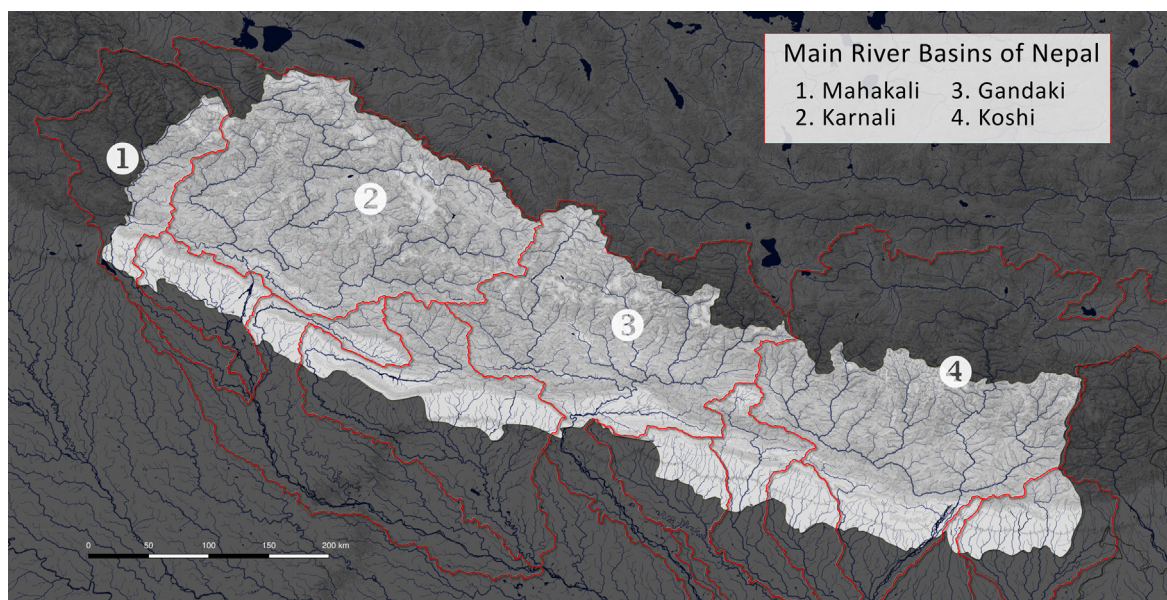 Main River Basins of Nepal
1. Mahakali 3. Gandaki
2. Karnali 4. Koshi
1
2
3
4
0 50 100 150 200 km